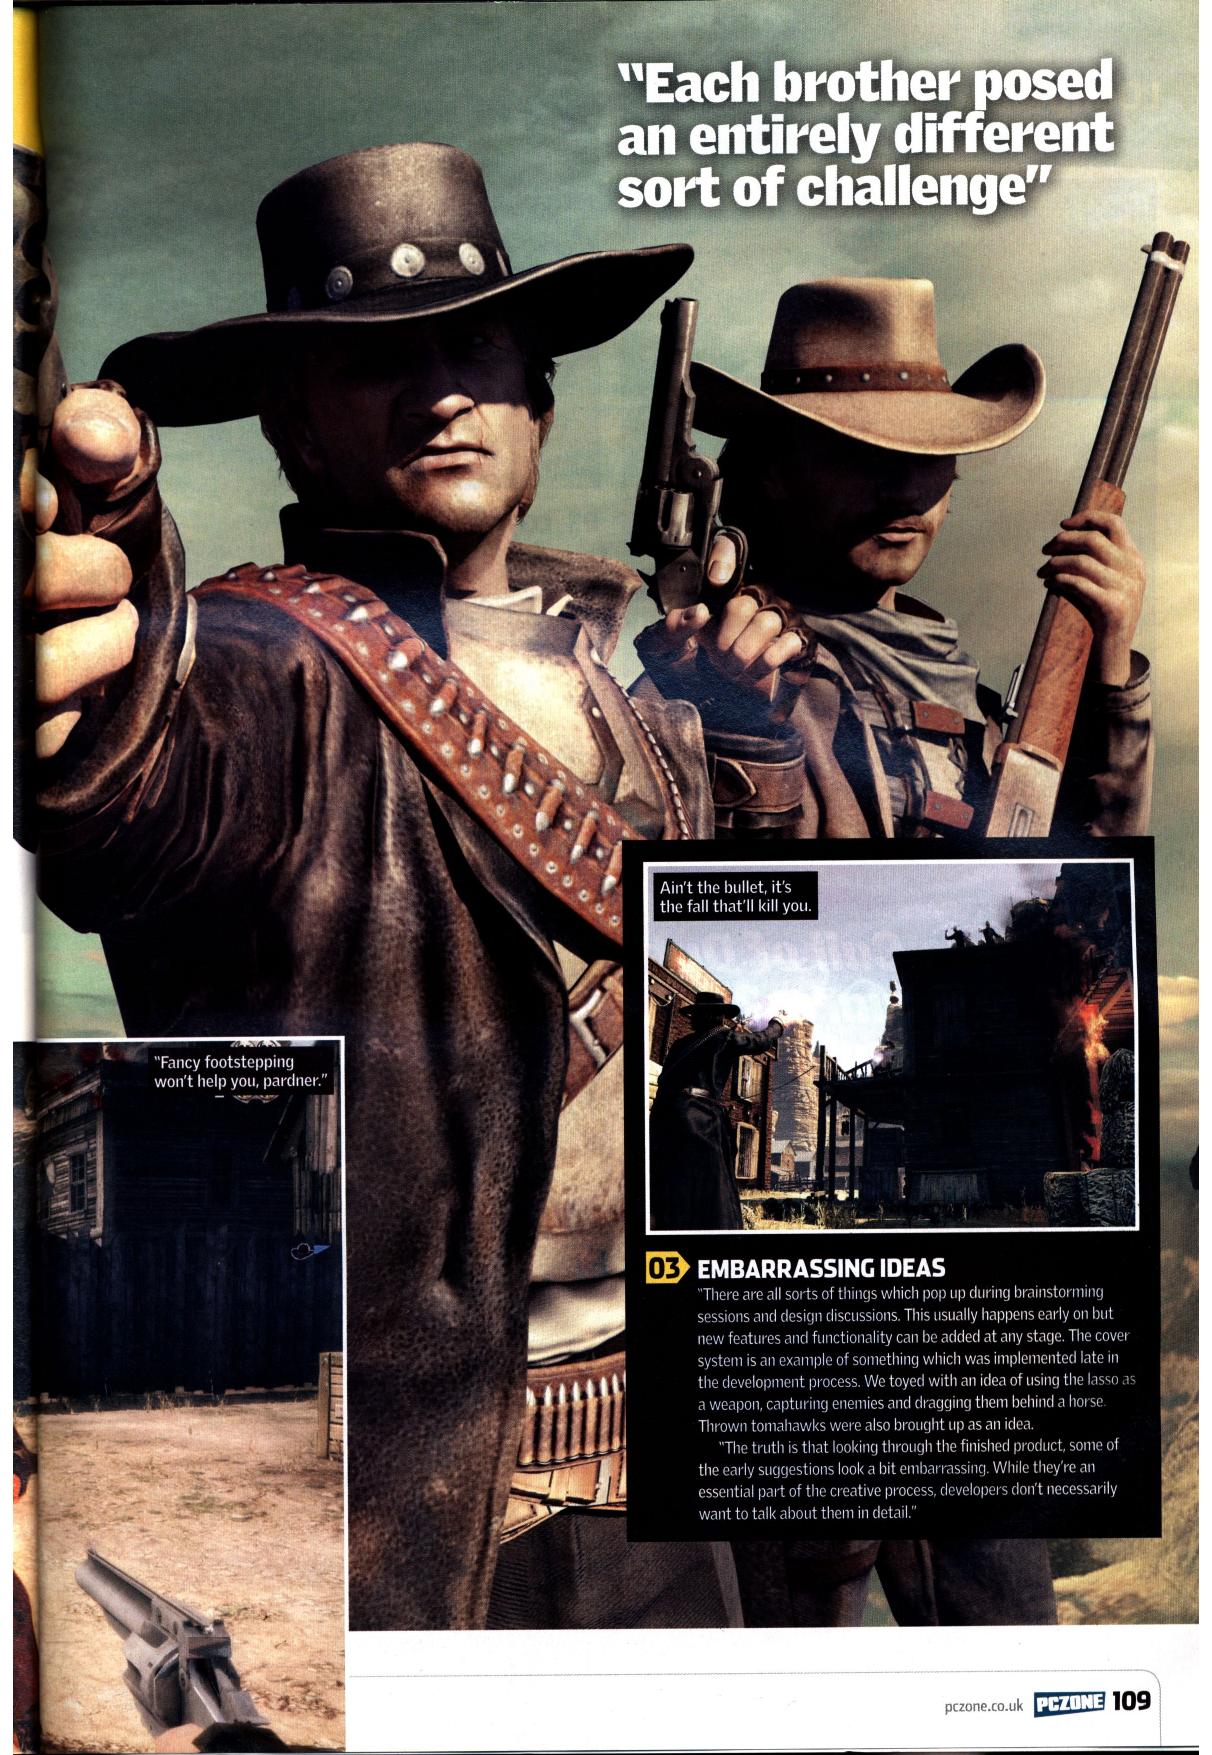 “Each brother posed
an entirely different
sort of challenge”
Ain't the bullet, it's
the fall that'll kill you.
“Fancy footstepping
won't help you, pardner.”
03 EMBARRASSING IDEAS
“There are all sorts of things which pop up during brainstorming
sessions and design discussions. This usually happens early on but
new features and functionality can be added at any stage. The cover
system is an example of something which was implemented late in
the development process. We toyed with an idea of using the lasso as
a weapon, capturing enemies and dragging them behind a horse.
Thrown tomahawks were also brought up as an idea.
“The truth is that looking through the finished product, some of
the early suggestions look a bit embarrassing. While they're an
essential part of the creative process, developers don't necessarily
want to talk about them in detail.”
pczone.co.uk PCZONE 109